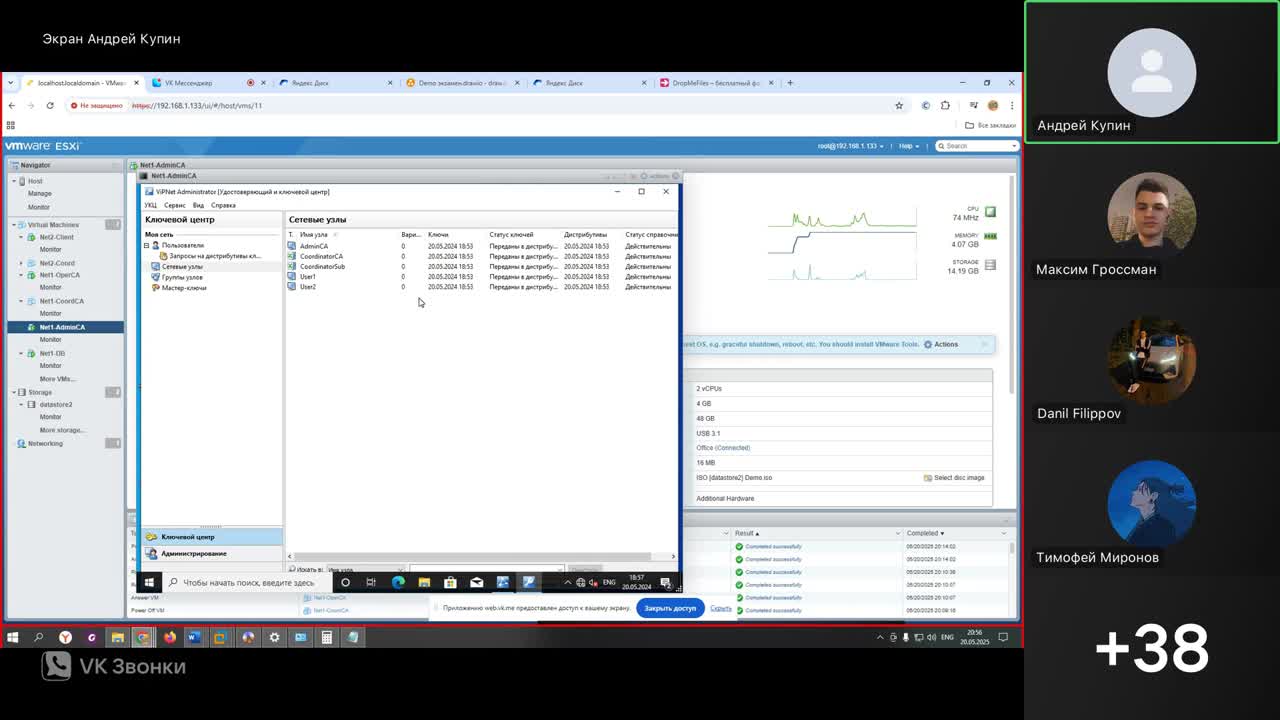 Экран Андрей Купин
localhost.localdomain - VMwa
VK Мессенджер
Яндекс Диск
Demo экзамен.drawio - draw.i
Яндекс Диск
DropMeFiles – бесплатный ф
Не защищено
https://192.168.1.133/ui/#/host/vms/11
Все закладки
vmware ESXi
root@192.168.1.133
Help
Search
Navigator
Host
Manage
Monitor
Virtual Machines
Net2-Client
Monitor
Net2-Coord
Net1-OperCA
Monitor
Net1-CoordCA
Monitor
Net1-AdminCA
Monitor
Net1-DB
Monitor
More VMs...
Storage
datastore2
Monitor
More storage...
Networking
Net1-AdminCA
Net1-AdminCA
Actions
ViPNet Administrator [Удостоверяющий и ключевой центр]
УКЦ Сервис Вид Справка
Ключевой центр
Моя сеть
Пользователи
Запросы на дистрибутивы кл...
Сетевые узлы
Группы узлов
Мастер-ключи
Ключевой центр
Администрирование
Сетевые узлы
Т. Имя узла Вари... Ключи Статус ключей Дистрибутивы Статус справочн
AdminCA 0 20.05.2024 18:53 Переданы в дистрибу... 20.05.2024 18:53 Действительны
CoordinatorCA 0 20.05.2024 18:53 Переданы в дистрибу... 20.05.2024 18:53 Действительны
CoordinatorSub 0 20.05.2024 18:53 Переданы в дистрибу... 20.05.2024 18:53 Действительны
User1 0 20.05.2024 18:53 Переданы в дистрибу... 20.05.2024 18:53 Действительны
User2 0 20.05.2024 18:53 Переданы в дистрибу... 20.05.2024 18:53 Действительны
Искать в: Имя узла
Чтобы начать поиск, введите здесь
ENG
18:57
20.05.2024
CPU
74 MHz
MEMORY
4.07 GB
STORAGE
14.19 GB
est OS, e.g. graceful shutdown, reboot, etc. You should install VMware Tools. Actions
2 vCPUs
4 GB
48 GB
USB 3.1
Office (Connected)
16 MB
ISO [datastore2] Demo.iso
Select disc image
Additional Hardware
Result ▲ Completed ▼
Completed successfully 05/20/2025 20:14:02
Completed successfully 05/20/2025 20:14:02
Completed successfully 05/20/2025 20:10:38
Completed successfully 05/20/2025 20:10:07
Completed successfully 05/20/2025 20:10:07
Completed successfully 05/20/2025 20:09:16
Answer VM
Power Off VM
Приложению web.vk.me предоставлен доступ к вашему экрану.
Закрыть доступ
Скрыть
ENG
20:56
20.05.2025
VK Звонки
Андрей Купин
Максим Гроссман
Danil Filippov
Тимофей Миронов
+38